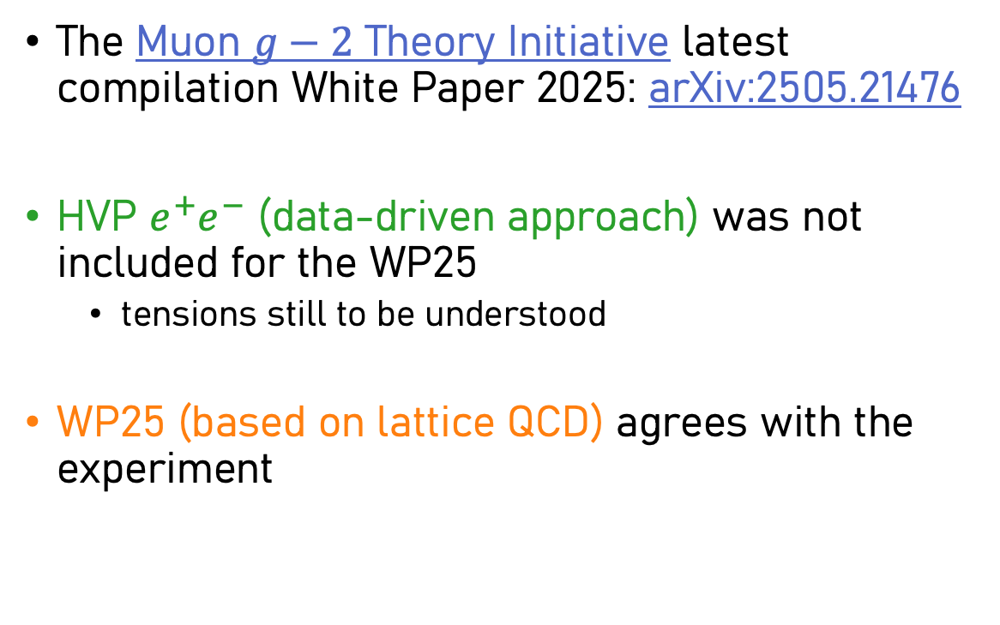 • The Muon g − 2 Theory Initiative latest
compilation White Paper 2025: arXiv:2505.21476
• HVP e⁺e⁻ (data-driven approach) was not
included for the WP25
• tensions still to be understood
• WP25 (based on lattice QCD) agrees with the
experiment